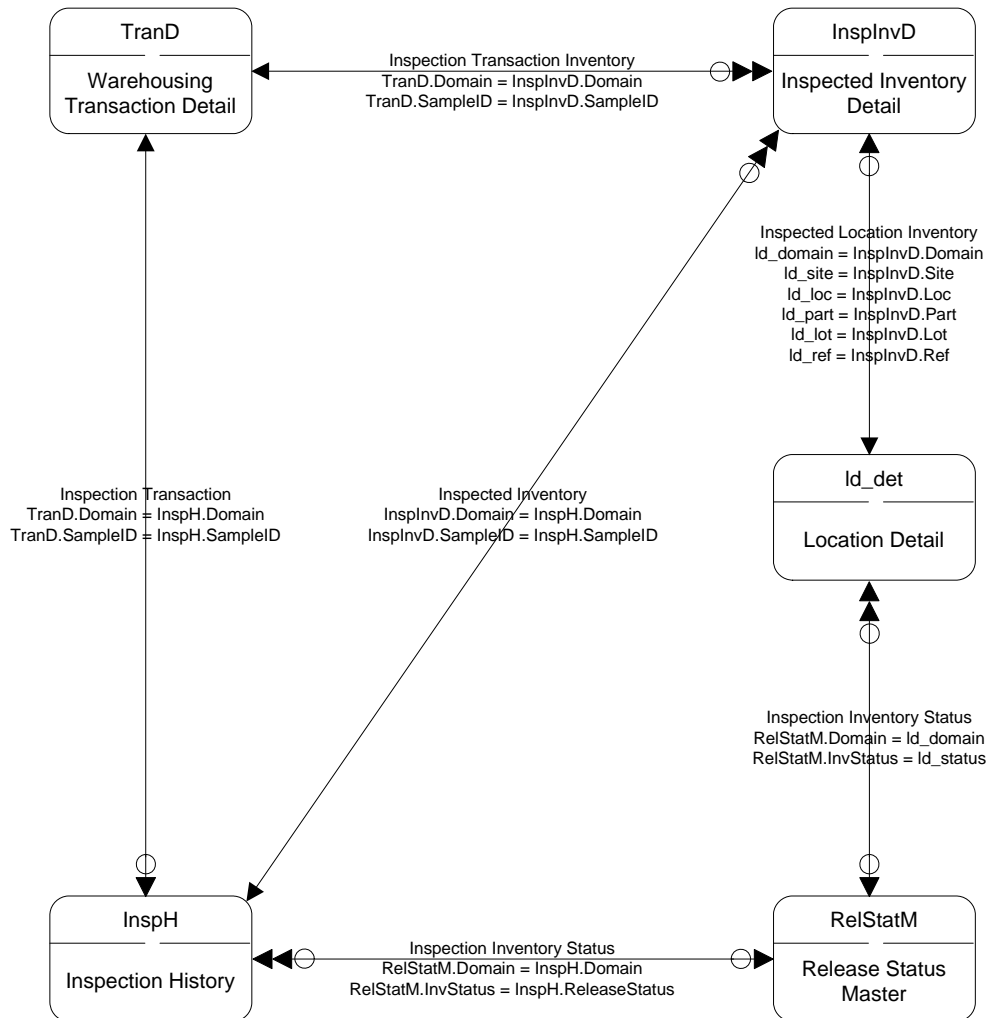 TranD
Warehousing
Transaction Detail
Inspection Transaction Inventory
TranD.Domain = InspInvD.Domain
TranD.SampleID = InspInvD.SampleID
InspInvD
Inspected Inventory
Detail
Inspected Location Inventory
ld_domain = InspInvD.Domain
ld_site = InspInvD.Site
ld_loc = InspInvD.Loc
ld_part = InspInvD.Part
ld_lot = InspInvD.Lot
ld_ref = InspInvD.Ref
Inspection Transaction
TranD.Domain = InspH.Domain
TranD.SampleID = InspH.SampleID
Inspected Inventory
InspInvD.Domain = InspH.Domain
InspInvD.SampleID = InspH.SampleID
ld_det
Location Detail
Inspection Inventory Status
RelStatM.Domain = ld_domain
RelStatM.InvStatus = ld_status
InspH
Inspection History
Inspection Inventory Status
RelStatM.Domain = InspH.Domain
RelStatM.InvStatus = InspH.ReleaseStatus
RelStatM
Release Status
Master